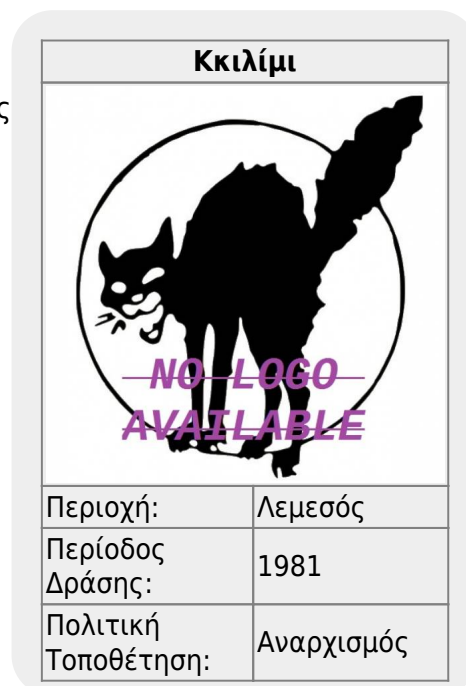 ς
Κκιλίμι
NO LOGO
AVAILABLE
Περιοχή:
Λεμεσός
Περίοδος
Δράσης:
1981
Πολιτική
Τοποθέτηση:
Αναρχισμός